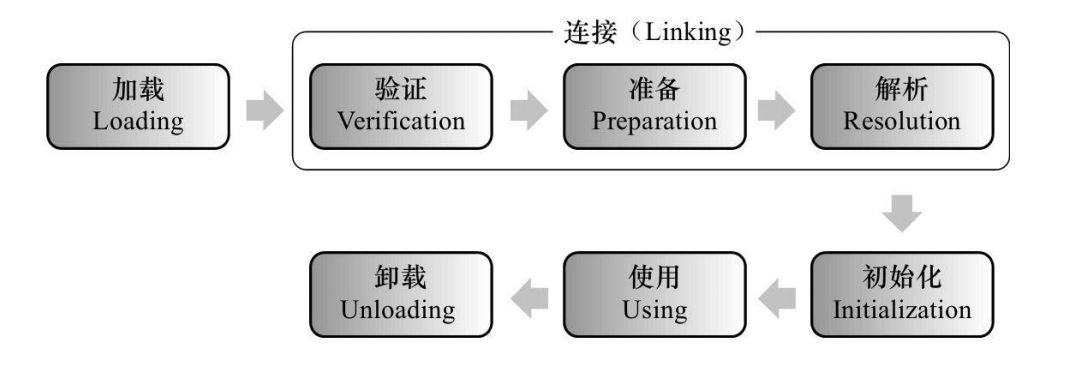 连接（Linking）
加载
Loading
验证
Verification
准备
Preparation
解析
Resolution
初始化
Initialization
使用
Using
卸载
Unloading